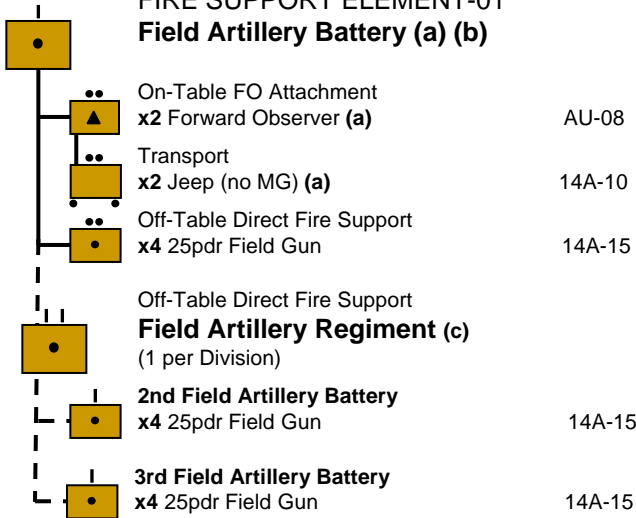 FIRE SUPPORT ELEMENT-01
Field Artillery Battery (a) (b)
On-Table FO Attachment
x2 Forward Observer (a) AU-08
Transport
x2 Jeep (no MG) (a) 14A-10
Off-Table Direct Fire Support
x4 25pdr Field Gun 14A-15
Off-Table Direct Fire Support
Field Artillery Regiment (c)
(1 per Division)
2nd Field Artillery Battery
x4 25pdr Field Gun 14A-15
3rd Field Artillery Battery
x4 25pdr Field Gun 14A-15